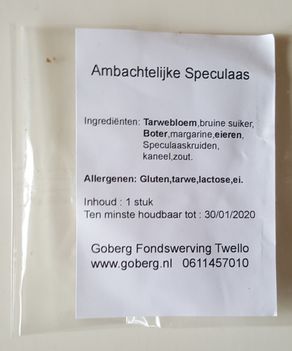 Ambachtelijke Speculaas
Ingrediënten: Tarwebloem,bruine suiker,
Boter,margarine,eieren,
Speculaaskruiden,
kaneel,zout.
Allergenen: Gluten,tarwe,lactose,ei.
Inhoud : 1 stuk
Ten minste houdbaar tot : 30/01/2020
Goberg Fondswerving Twello
www.goberg.nl 0611457010